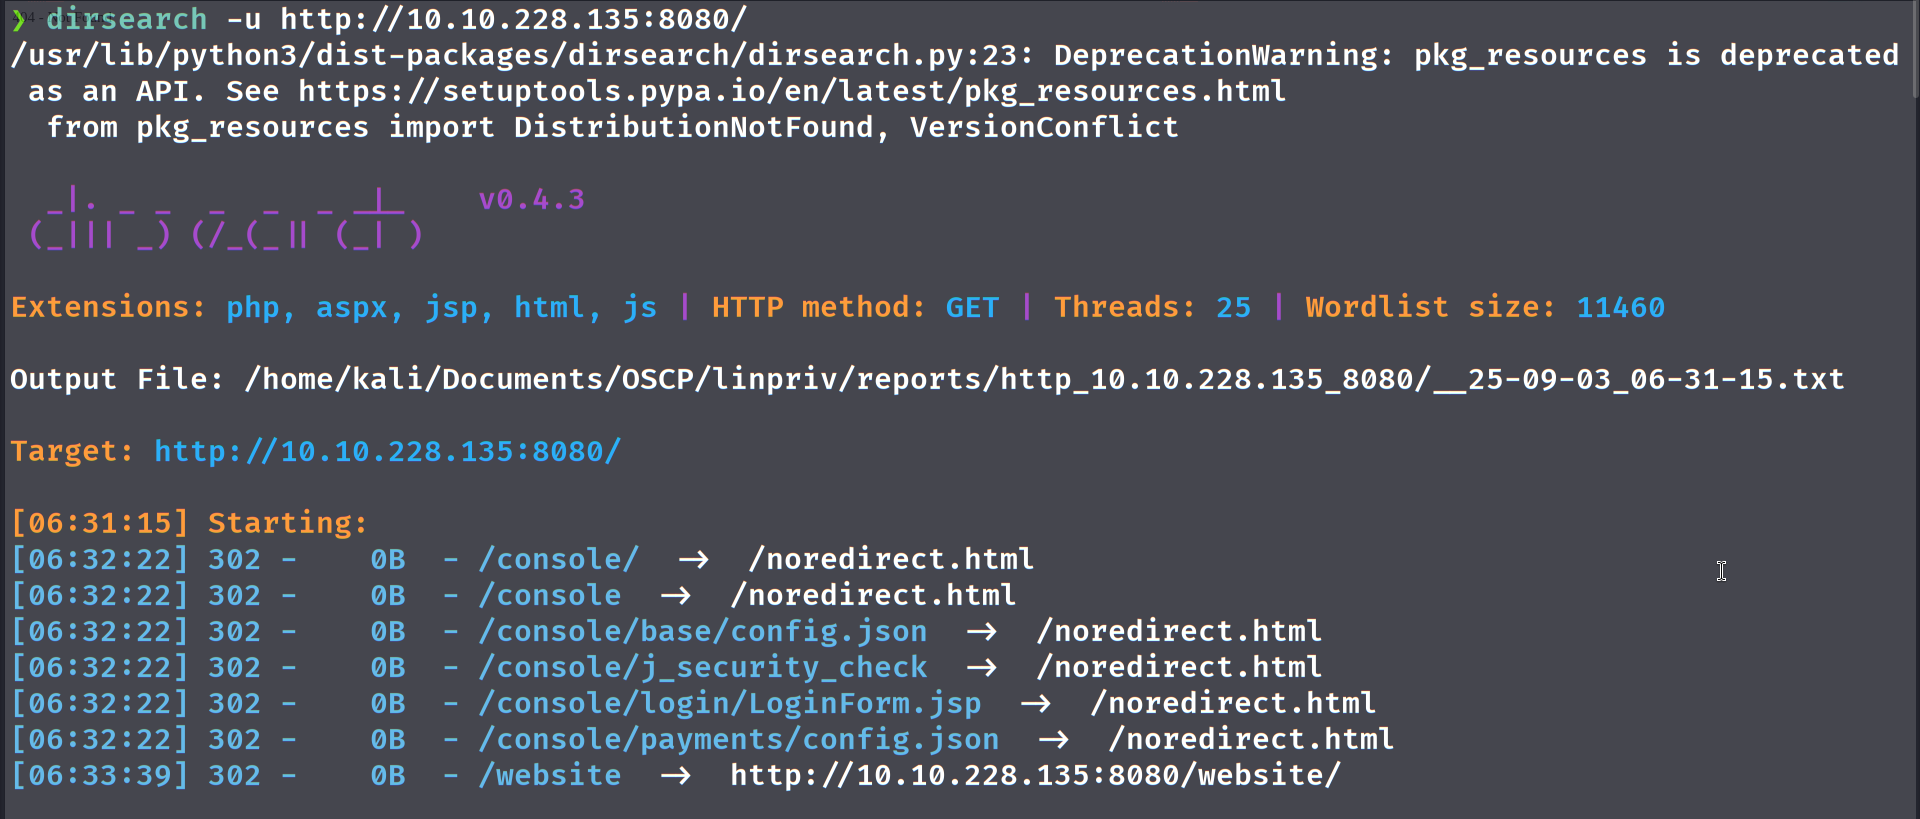 ❯ dirsearch -u http://10.10.228.135:8080/
/usr/lib/python3/dist-packages/dirsearch/dirsearch.py:23: DeprecationWarning: pkg_resources is deprecated
 as an API. See https://setuptools.pypa.io/en/latest/pkg_resources.html
  from pkg_resources import DistributionNotFound, VersionConflict
v0.4.3
Extensions: php, aspx, jsp, html, js | HTTP method: GET | Threads: 25 | Wordlist size: 11460
Output File: /home/kali/Documents/OSCP/linpriv/reports/http_10.10.228.135_8080/__25-09-03_06-31-15.txt
Target: http://10.10.228.135:8080/
[06:31:15] Starting:
[06:32:22] 302 -    0B  - /console/  →  /noredirect.html
[06:32:22] 302 -    0B  - /console  →  /noredirect.html
[06:32:22] 302 -    0B  - /console/base/config.json  →  /noredirect.html
[06:32:22] 302 -    0B  - /console/j_security_check  →  /noredirect.html
[06:32:22] 302 -    0B  - /console/login/LoginForm.jsp  →  /noredirect.html
[06:32:22] 302 -    0B  - /console/payments/config.json  →  /noredirect.html
[06:33:39] 302 -    0B  - /website  →  http://10.10.228.135:8080/website/